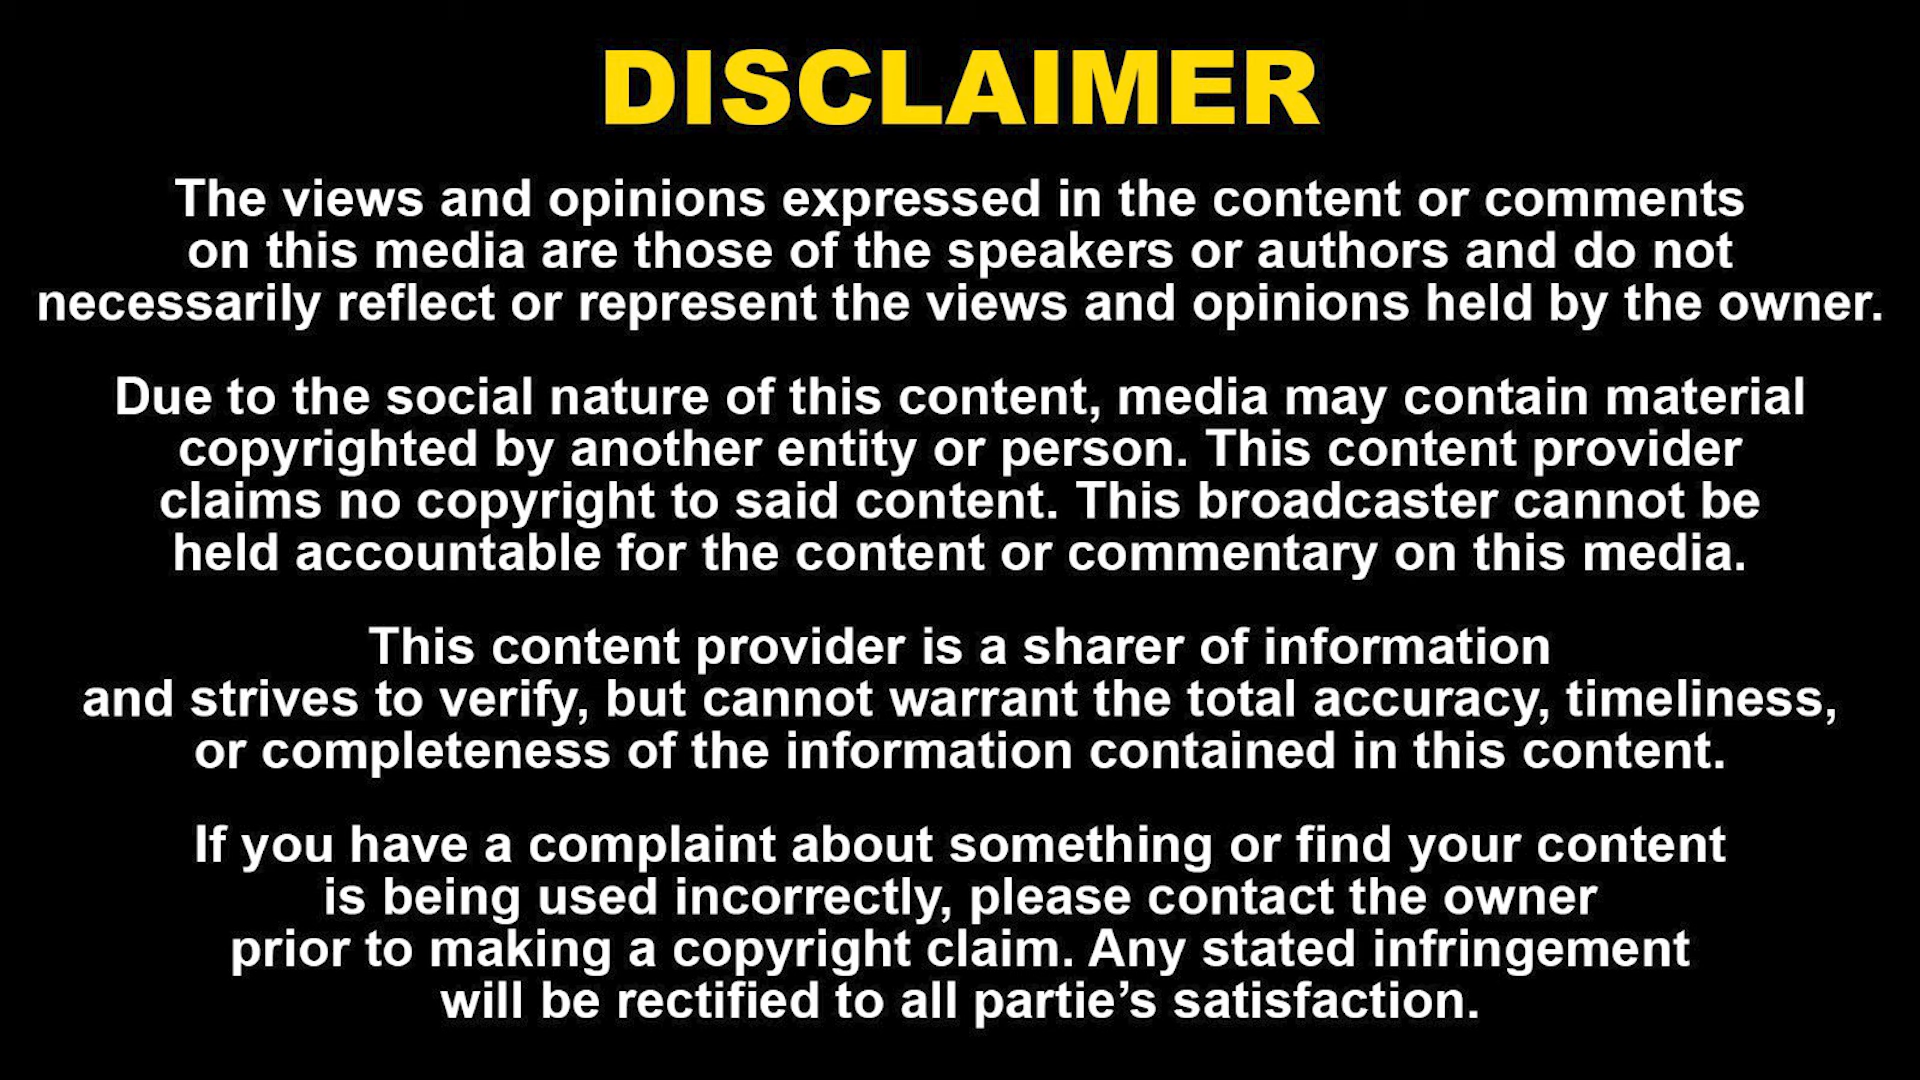 DISCLAIMER
The views and opinions expressed in the content or comments
on this media are those of the speakers or authors and do not
necessarily reflect or represent the views and opinions held by the owner.
Due to the social nature of this content, media may contain material
copyrighted by another entity or person. This content provider
claims no copyright to said content. This broadcaster cannot be
held accountable for the content or commentary on this media.
This content provider is a sharer of information
and strives to verify, but cannot warrant the total accuracy, timeliness,
or completeness of the information contained in this content.
If you have a complaint about something or find your content
is being used incorrectly, please contact the owner
prior to making a copyright claim. Any stated infringement
will be rectified to all partie’s satisfaction.